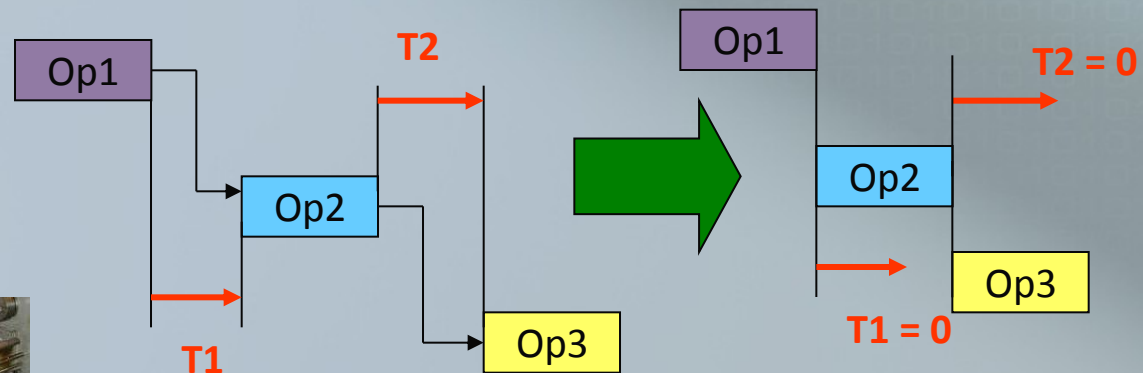 Op1
T2
Op2
T1
Op3
Op1
T2 = 0
Op2
Op3
T1 = 0